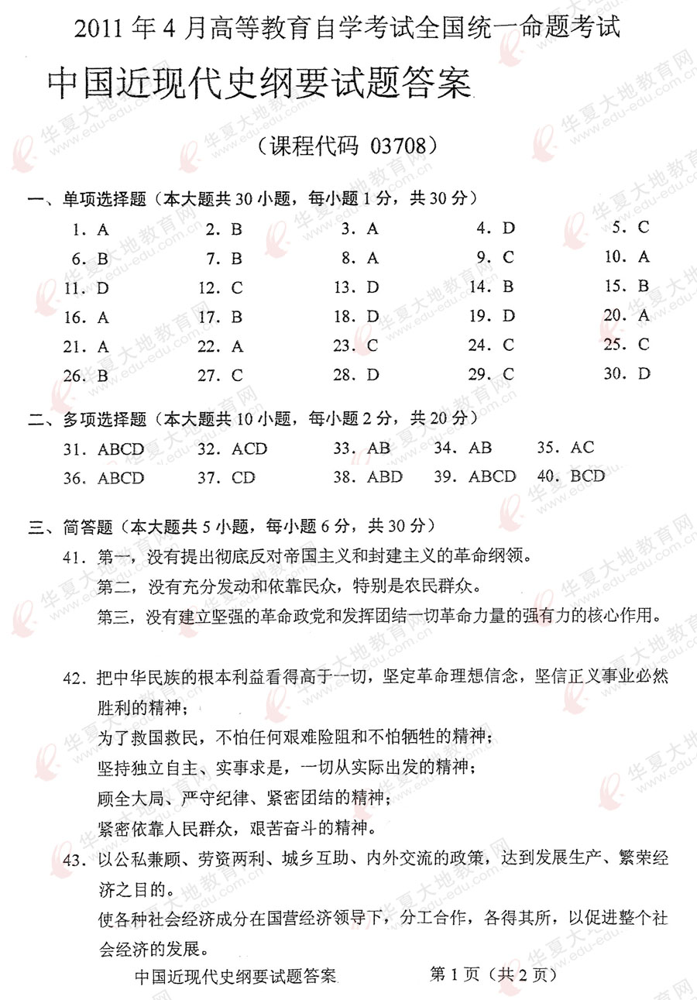 2011 年 4 月高等教育自学考试全国统一命题考试
中国近现代史纲要试题答案
（课程代码 03708）
一、单项选择题（本大题共 30 小题，每小题 1 分，共 30 分）
1．A 2．B 3．A 4．D 5．C
6．B 7．B 8．A 9．C 10．A
11．D 12．C 13．D 14．B 15．B
16．A 17．B 18．D 19．D 20．A
21．A 22．A 23．C 24．C 25．C
26．B 27．C 28．D 29．C 30．D
二、多项选择题（本大题共 10 小题，每小题 2 分，共 20 分）
31．ABCD 32．ACD 33．AB 34．AB 35．AC
36．ABCD 37．CD 38．ABD 39．ABCD 40．BCD
三、简答题（本大题共 5 小题，每小题 6 分，共 30 分）
41．第一，没有提出彻底反对帝国主义和封建主义的革命纲领。
第二，没有充分发动和依靠民众，特别是农民群众。
第三，没有建立坚强的革命政党和发挥团结一切革命力量的强有力的核心作用。
42．把中华民族的根本利益看得高于一切，坚定革命理想信念，坚信正义事业必然
胜利的精神；
为了救国救民，不怕任何艰难险阻和不怕牺牲的精神；
坚持独立自主、实事求是，一切从实际出发的精神；
顾全大局、严守纪律、紧密团结的精神；
紧密依靠人民群众，艰苦奋斗的精神。
43．以公私兼顾、劳资两利、城乡互助、内外交流的政策，达到发展生产、繁荣经
济之目的。
使各种社会经济成分在国营经济领导下，分工合作，各得其所，以促进整个社
会经济的发展。
中国近现代史纲要试题答案 第 1 页（共 2 页）
华夏大地教育网
www.edu-edu.com.cn